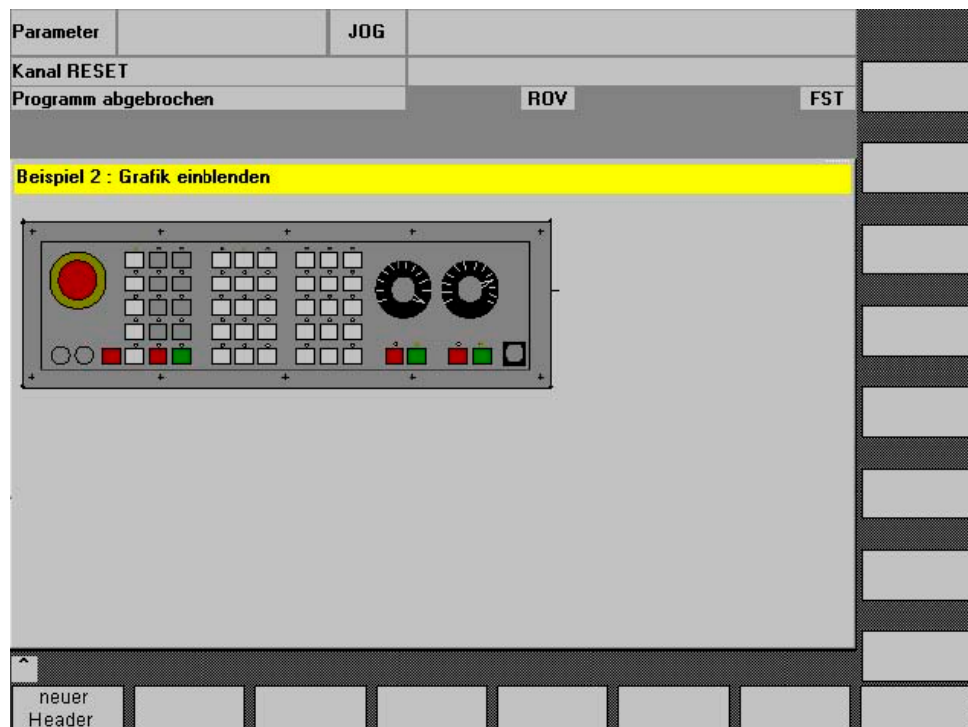 Parameter JOG
Kanal RESET
Programm abgebrochen ROV FST
Beispiel 2 : Grafik einblenden
^
neuer
Header